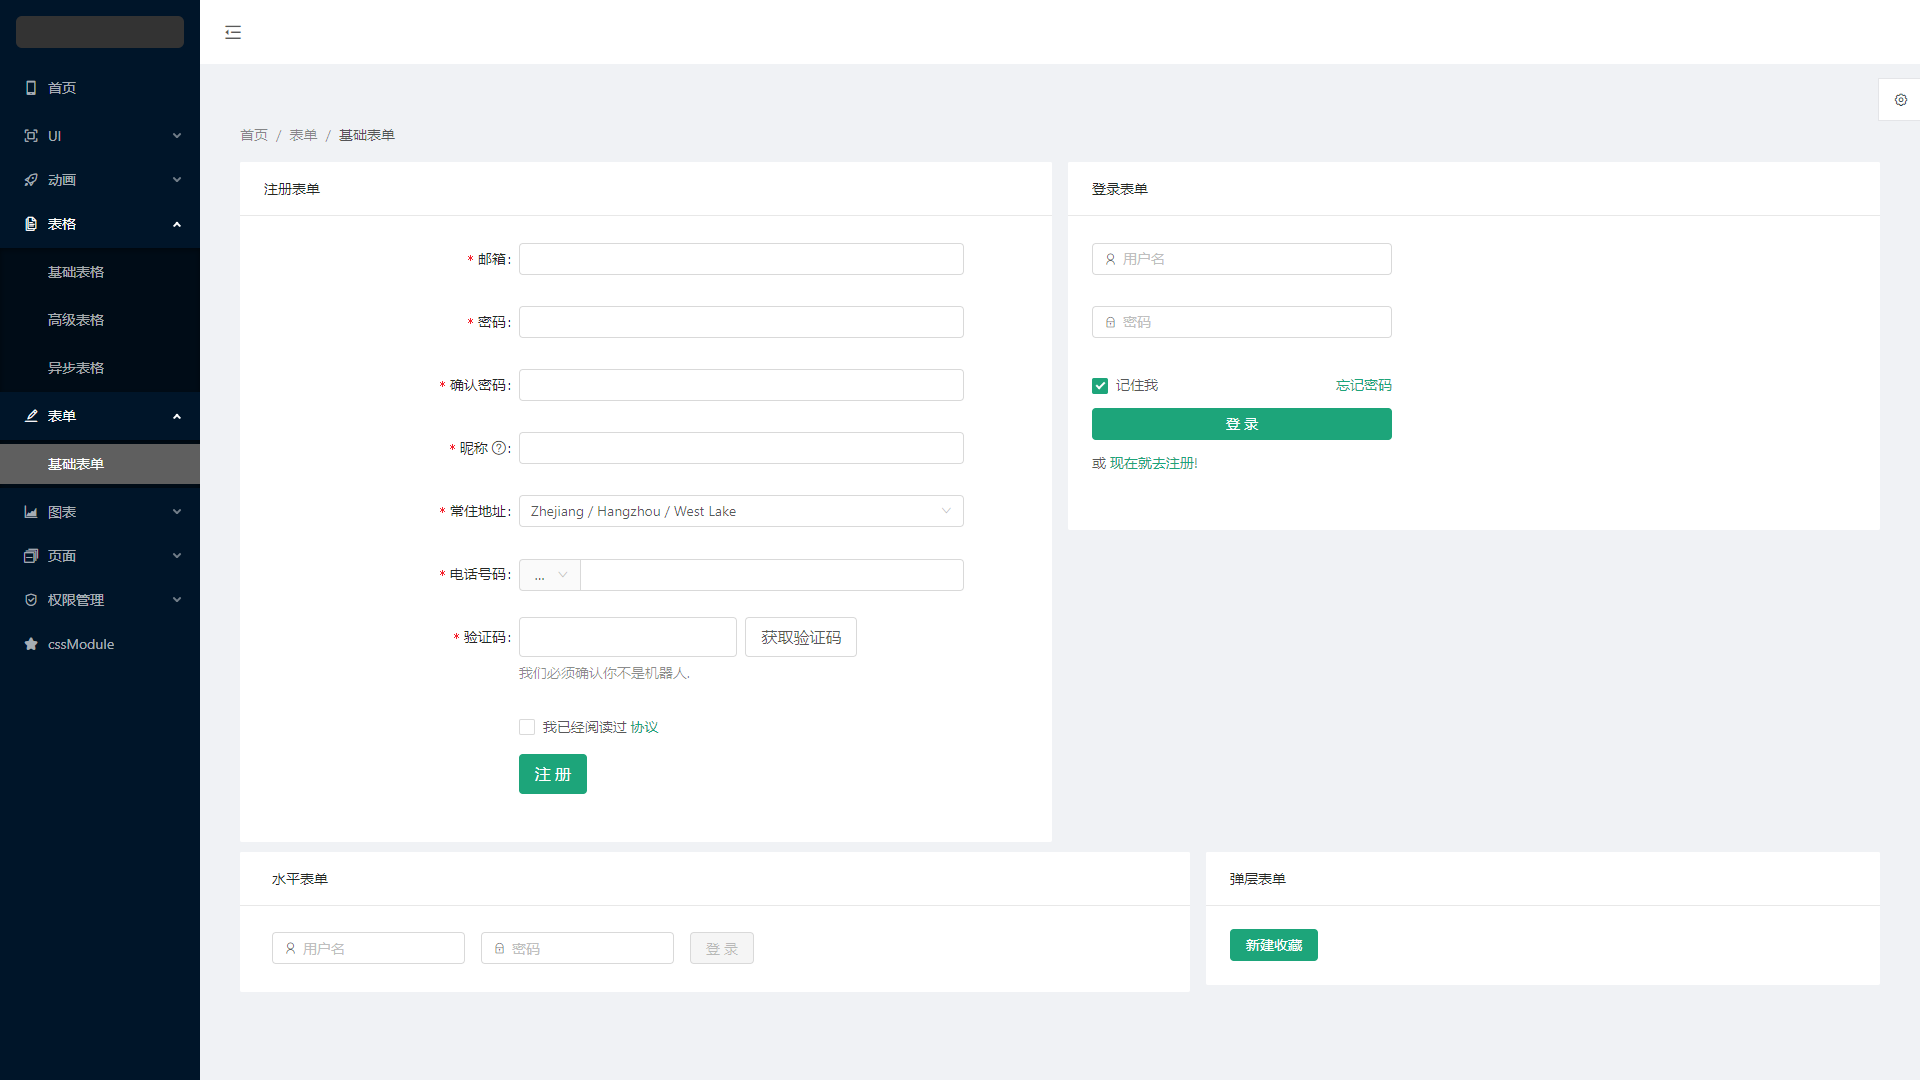 首页
UI
动画
表格
基础表格
高级表格
异步表格
表单
基础表单
图表
页面
权限管理
cssModule
首页 / 表单 / 基础表单
注册表单
* 邮箱:
* 密码:
* 确认密码:
* 昵称 ?:
* 常住地址: Zhejiang / Hangzhou / West Lake
* 电话号码: ...
* 验证码: 获取验证码
我们必须确认你不是机器人.
我已经阅读过 协议
注 册
登录表单
用户名
密码
记住我 忘记密码
登 录
或 现在就去注册!
水平表单
用户名 密码 登 录
弹层表单
新建收藏